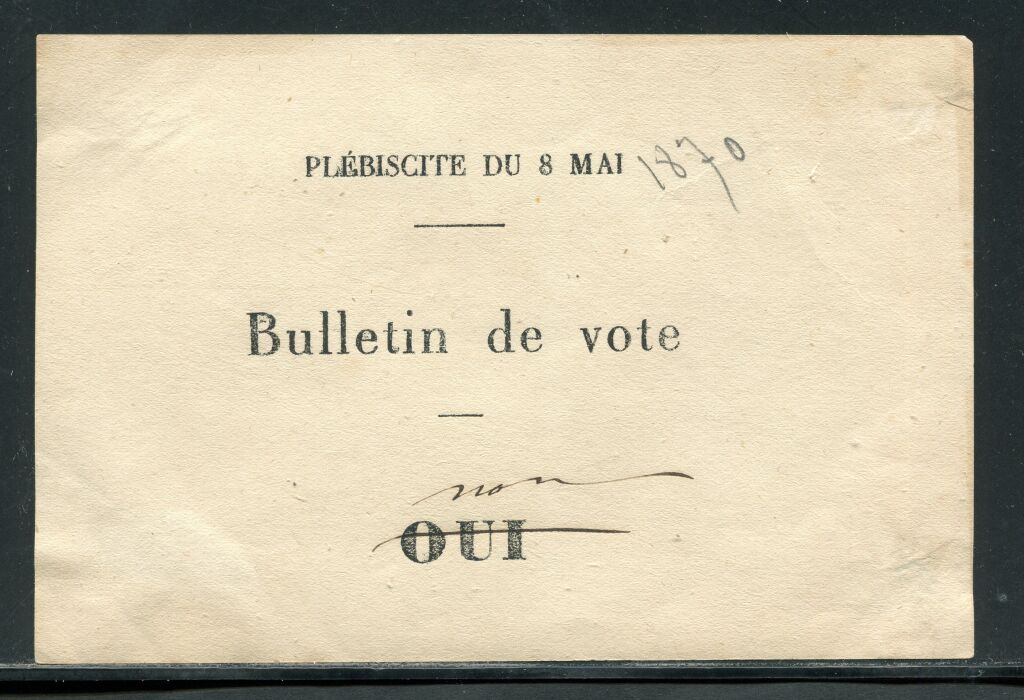 PLÉBISCITE DU 8 MAI 1870
Bulletin de vote
non
OUI